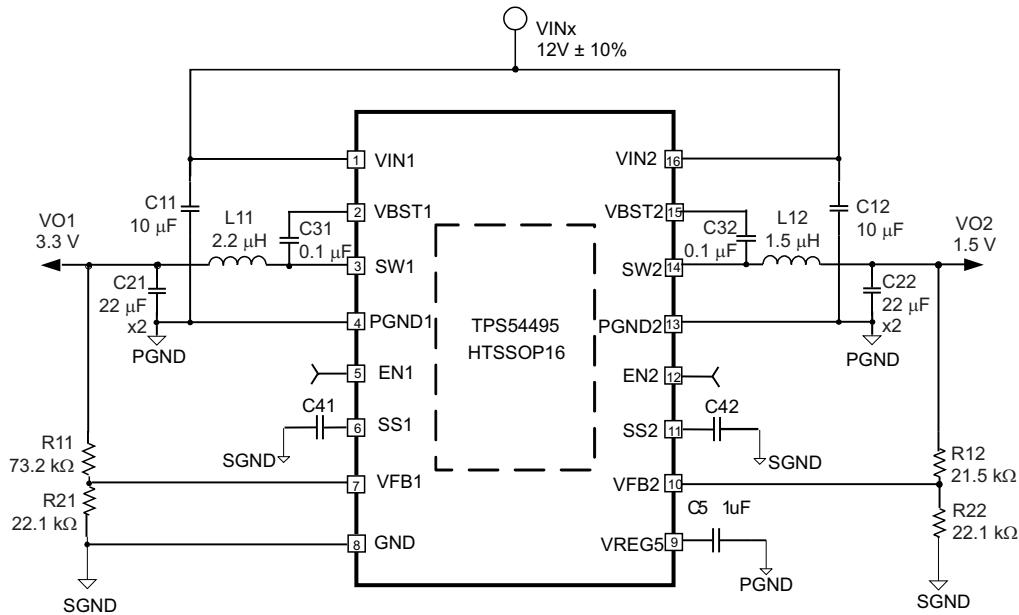 VINx
12V ± 10%
VIN1
VIN2
1
16
C11
10 µF
VBST1
VBST2
2
15
C12
10 µF
VO1
3.3 V
L11
2.2 µH
C31
0.1 µF
C32
0.1 µF
L12
1.5 µH
VO2
1.5 V
3
SW1
SW2
14
C21
22 µF
x2
C22
22 µF
x2
4
PGND1
PGND2
13
TPS54495
HTSSOP16
PGND
PGND
5
EN1
EN2
12
C41
C42
6
SS1
SS2
11
SGND
SGND
R11
73.2 kΩ
R12
21.5 kΩ
7
VFB1
VFB2
10
R21
22.1 kΩ
C5 1uF
R22
22.1 kΩ
8
GND
VREG5
9
SGND
PGND
SGND